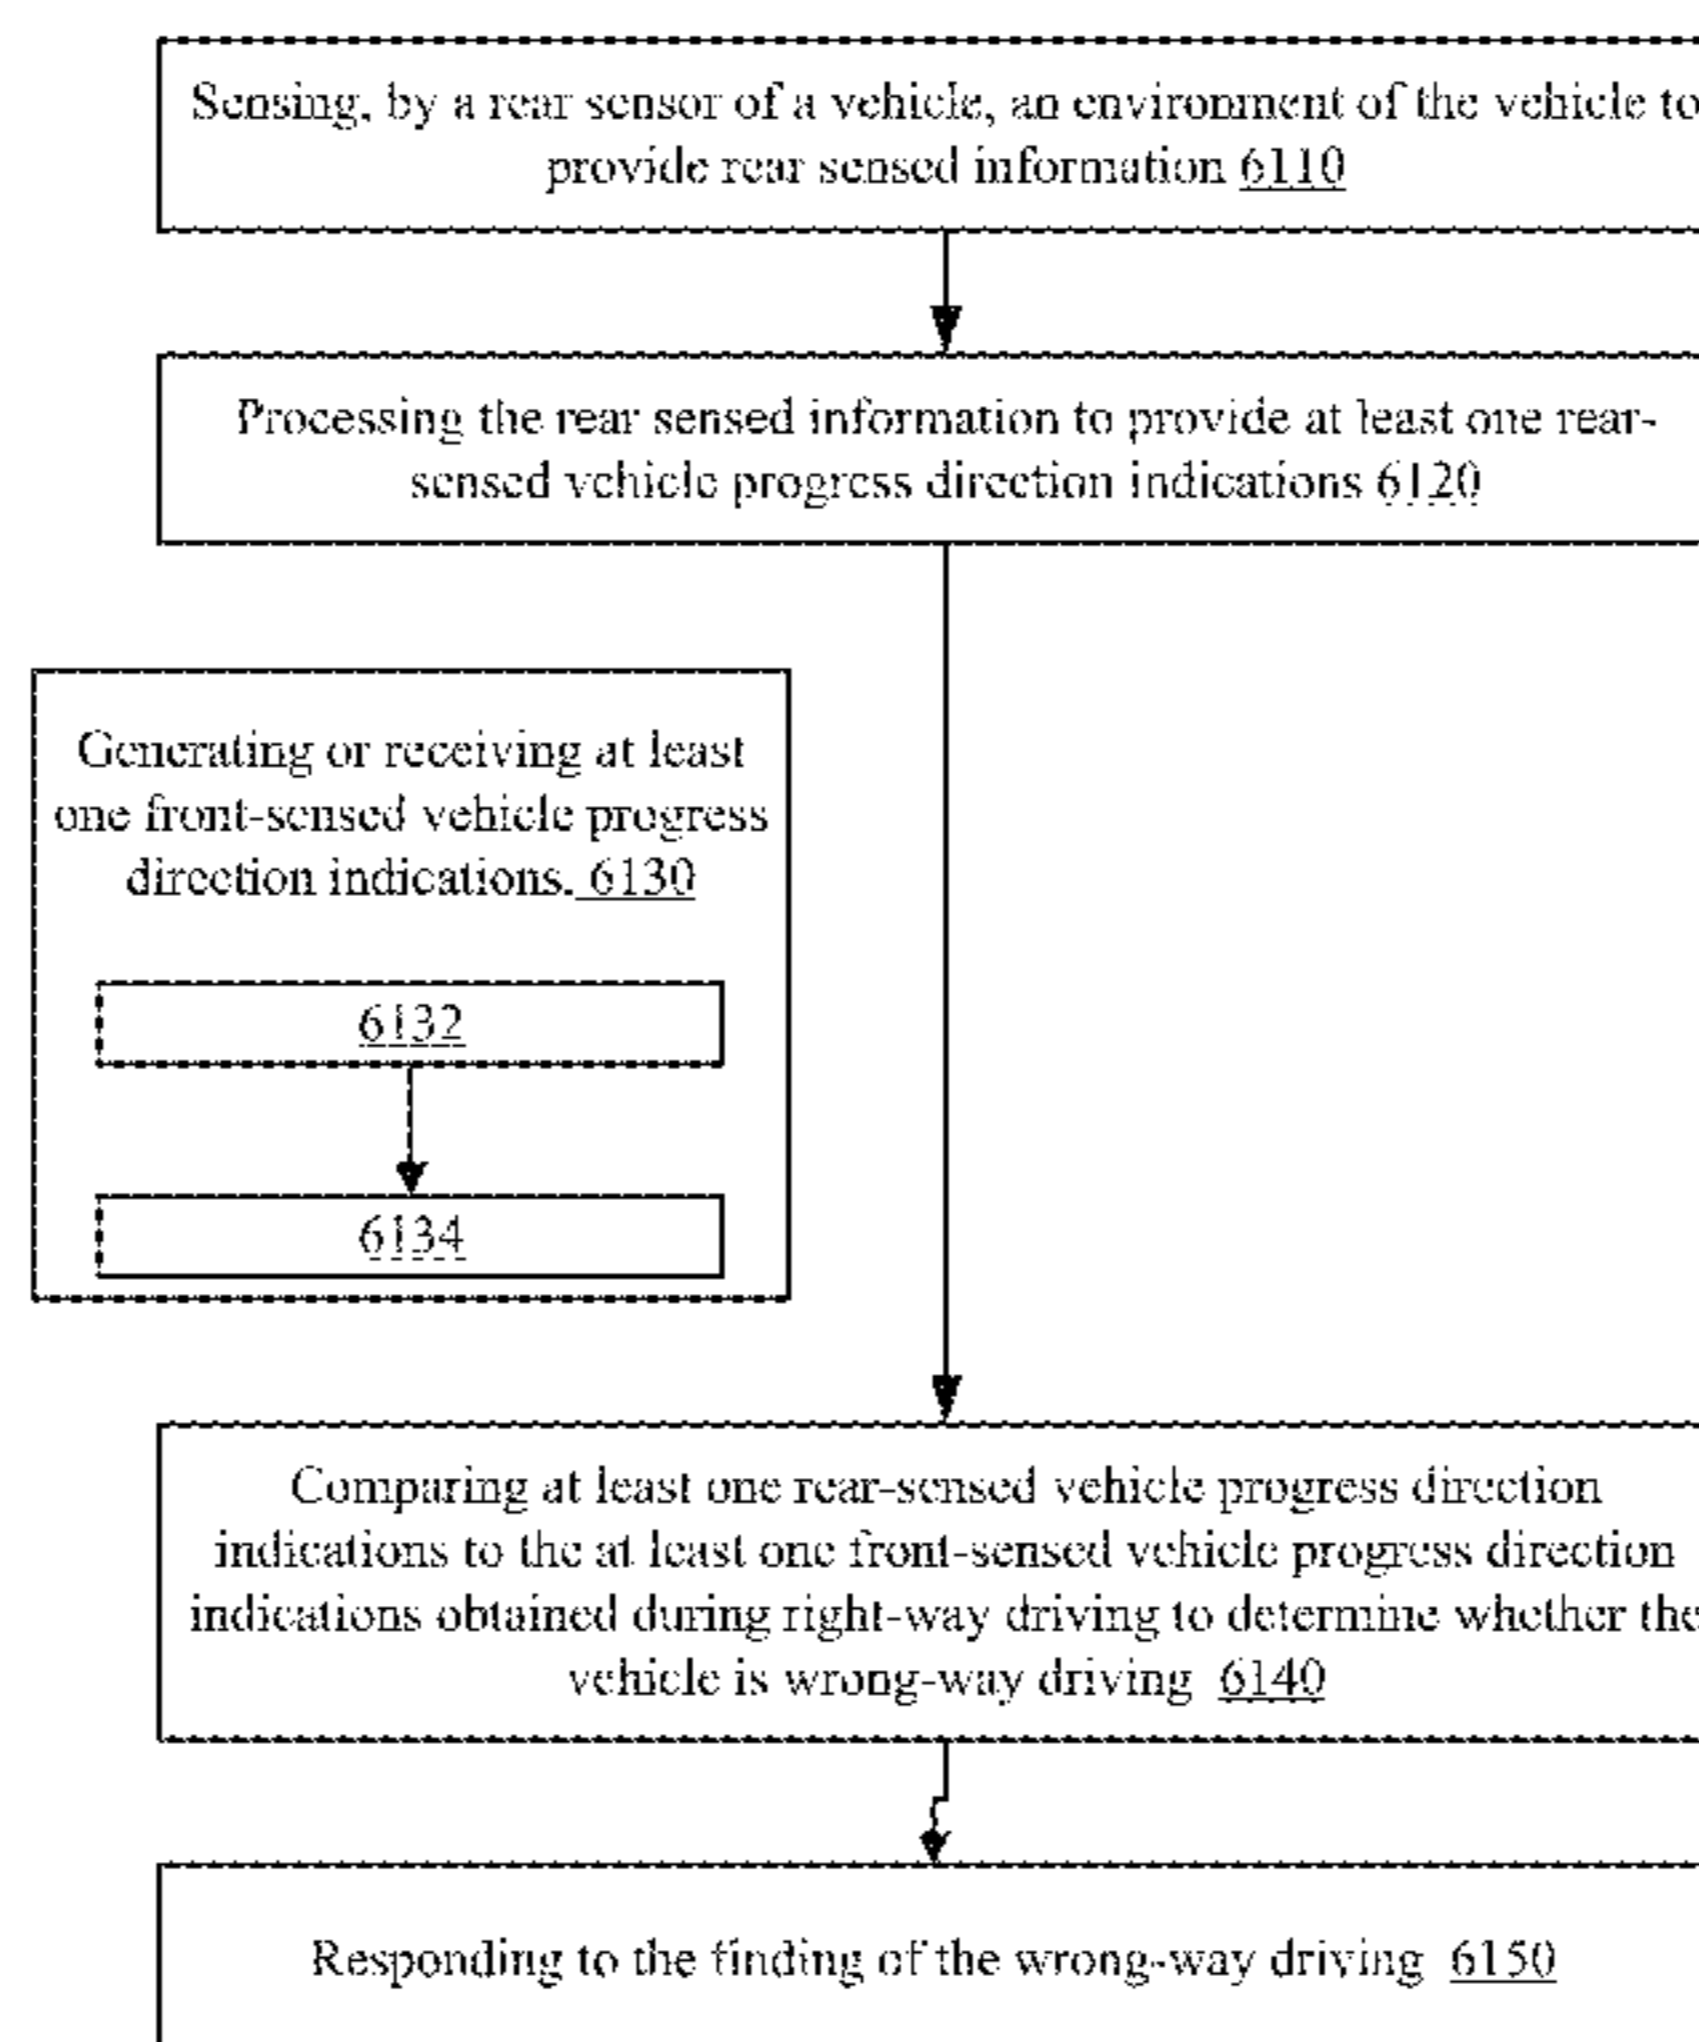 Sensing, by a rear sensor of a vehicle, an environment of the vehicle to
provide rear sensed information 6110
Processing the rear sensed information to provide at least one rear-
sensed vehicle progress direction indications 6120
Generating or receiving at least
one front-sensed vehicle progress
direction indications. 6130
6132
6134
Comparing at least one rear-sensed vehicle progress direction
indications to the at least one front-sensed vehicle progress direction
indications obtained during right-way driving to determine whether the
vehicle is wrong-way driving 6140
Responding to the finding of the wrong-way driving 6150